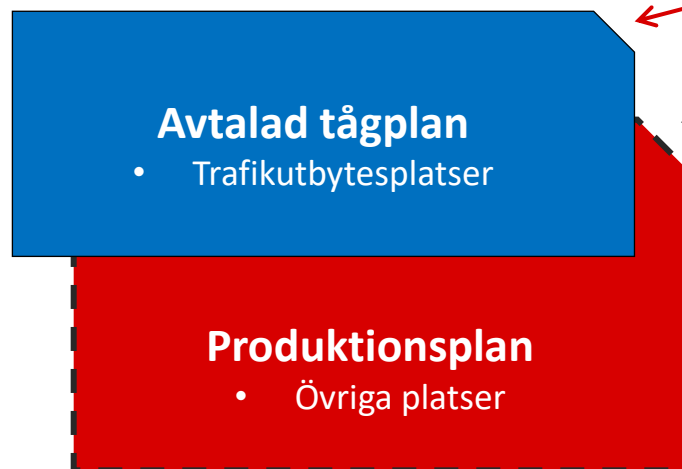 Avtalad tågplan
• Trafikutbytesplatser
Produktionsplan
• Övriga platser